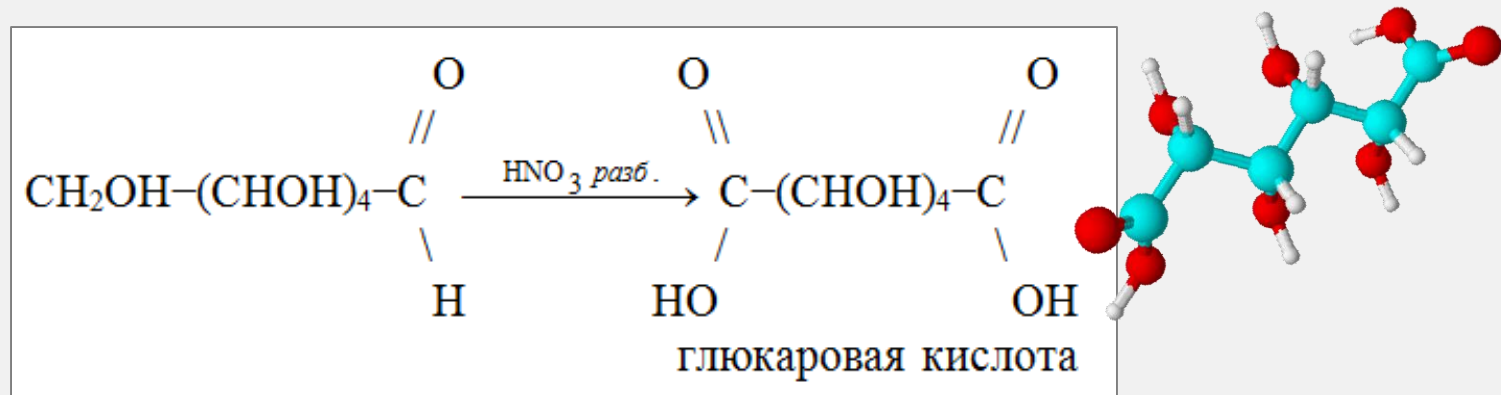 O O O
// \\ //
CH₂OH−(CHOH)₄−C HNO₃ разб. C−(CHOH)₄−C
\ / \
H HO OH
глюкаровая кислота